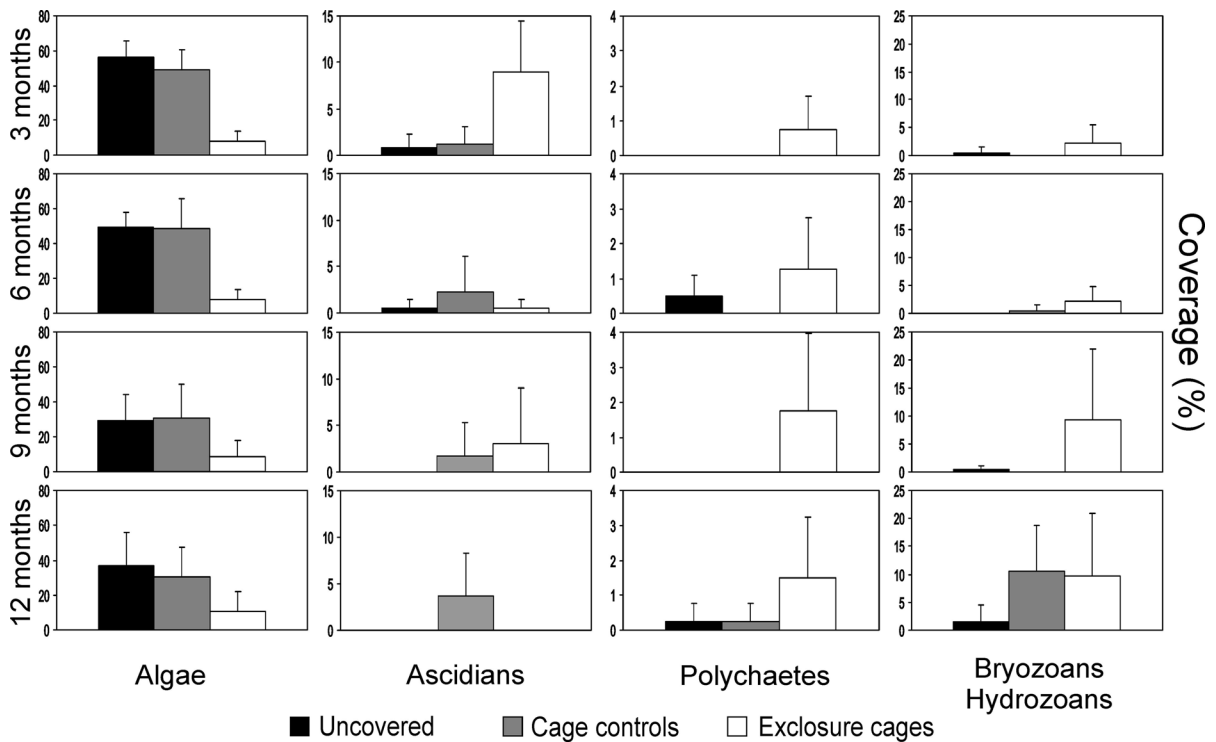 80 60 40 20 0
15 10 5 0
4 3 2 1 0
25 20 15 10 5 0
3 months
80 60 40 20 0
15 10 5 0
4 3 2 1 0
25 20 15 10 5 0
6 months
80 60 40 20 0
15 10 5 0
4 3 2 1 0
25 20 15 10 5 0
9 months
80 60 40 20 0
15 10 5 0
4 3 2 1 0
25 20 15 10 5 0
12 months
Coverage (%)
Algae
Ascidians
Polychaetes
Bryozoans
Hydrozoans
Uncovered
Cage controls
Exclosure cages